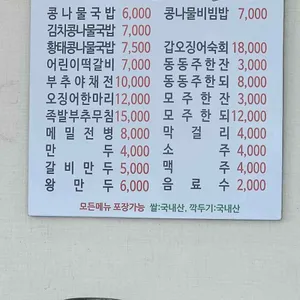 콩나물국밥 6,000 콩나물비빔밥 7,000
김치콩나물국밥 7,000
황태콩나물국밥 7,500 갑오징어숙회 18,000
어린이떡갈비 7,000 동동주한잔 3,000
부추야채전 10,000 동동주한되 8,000
오징어한마리 12,000 모주한잔 3,000
족발부추무침 15,000 모주한되 12,000
메밀전병 8,000 막걸리 4,000
만두 4,000 소주 4,000
갈비만두 5,000 맥주 4,000
왕만두 6,000 음료수 2,000
모든메뉴 포장가능 쌀:국내산, 깍두기:국내산